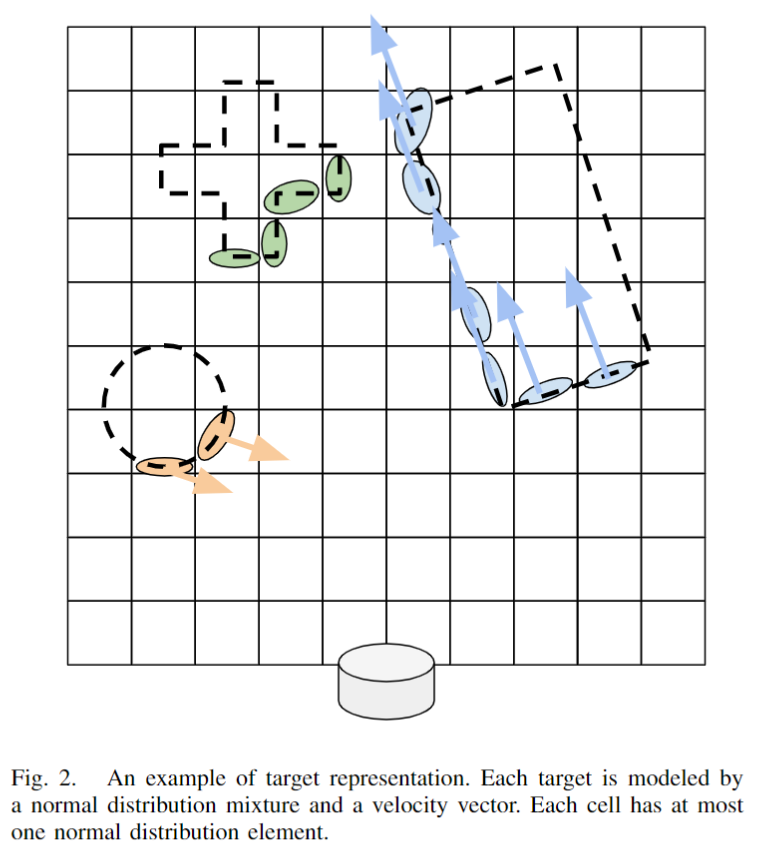 Fig. 2. An example of target representation. Each target is modeled by
a normal distribution mixture and a velocity vector. Each cell has at most
one normal distribution element.